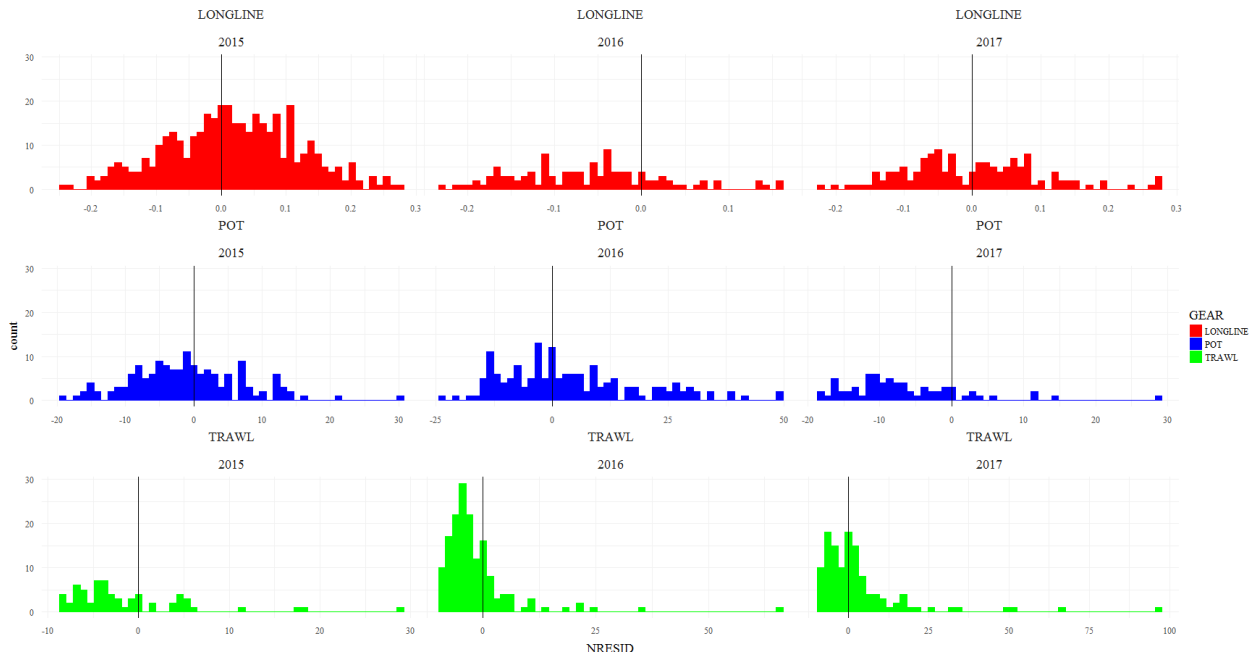 LONGLINE LONGLINE LONGLINE
2015 2016 2017
30
20
10
0
-0.2 -0.1 0.0 0.1 0.2 0.3 -0.2 -0.1 0.0 0.1 -0.2 -0.1 0.0 0.1 0.2 0.3
POT POT POT
2015 2016 2017
30
20
10
0
-20 -10 0 10 20 30 -25 0 25 50 -20 -10 0 10 20 30
TRAWL TRAWL TRAWL
2015 2016 2017
30
20
10
0
-10 0 10 20 30 0 25 50 0 25 50 75 100
NRESID
count
GEAR
LONGLINE
POT
TRAWL